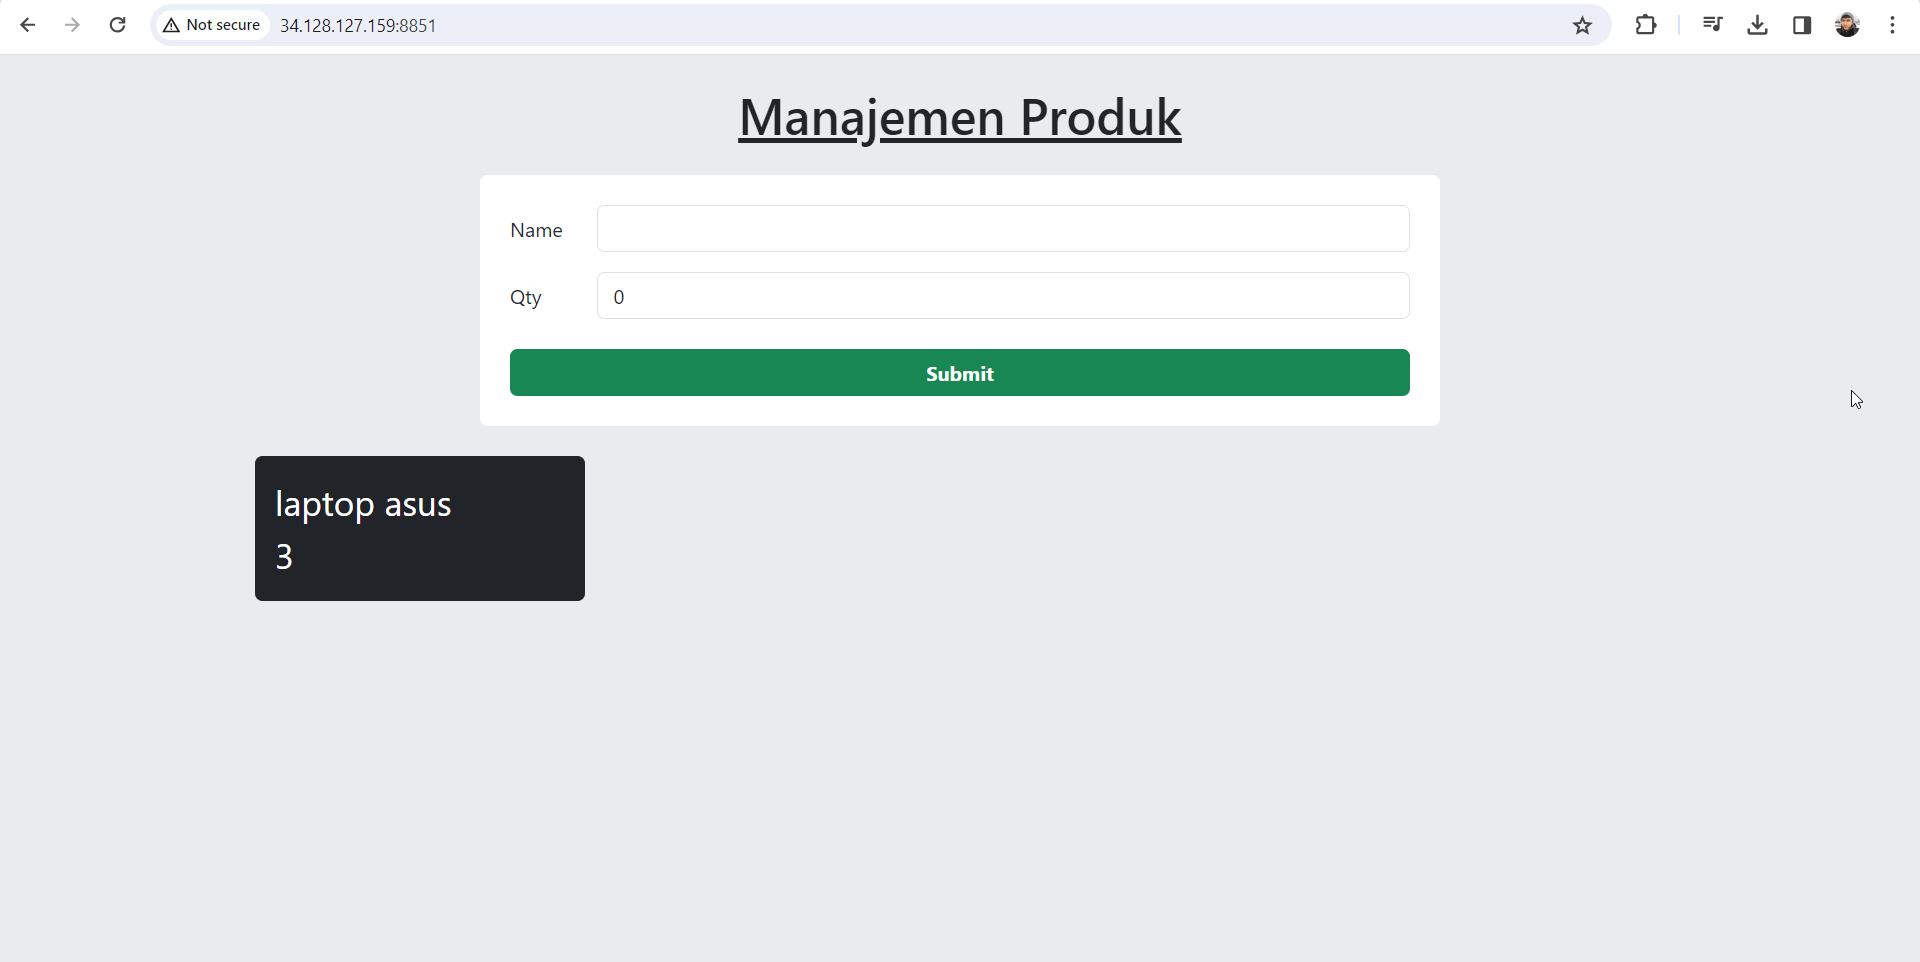 Not secure 34.128.127.159:8851
Manajemen Produk
Name
Qty 0
Submit
laptop asus
3